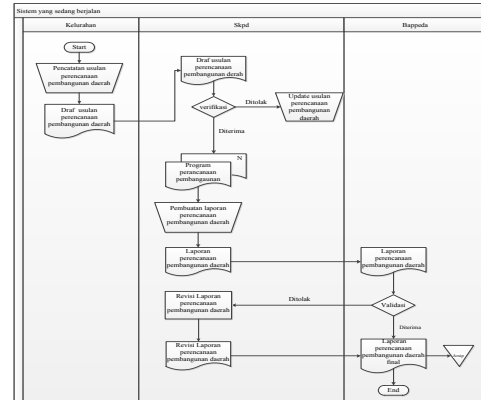 Sistem yang sedang berjalan
Kelurahan
Skpd
Bappeda
Start
Pencatatan usulan
perencanaan
pembangunan daerah
Draf usulan
perencanaan
pembangunan daerah
Draf usulan
perencanaan
pembangunan derah
verifikasi
Ditolak
Update usulan
perencanaan
pembangunan
daerah
Diterima
N
Program
perancanaan
pembangaunan
Pembuatan laporan
perencanaan
pembangunan daerah
Laporan
perencanaan
pembangunan daerah
Laporan
perencanaan
pembangunan daerah
Validasi
Ditolak
Revisi Laporan
perencanaan
pembangunan daerah
Diterima
Revisi Laporan
perencanaan
pembangunan daerah
Laporan
perencanaan
pembangunan daerah
final
Arsip
End